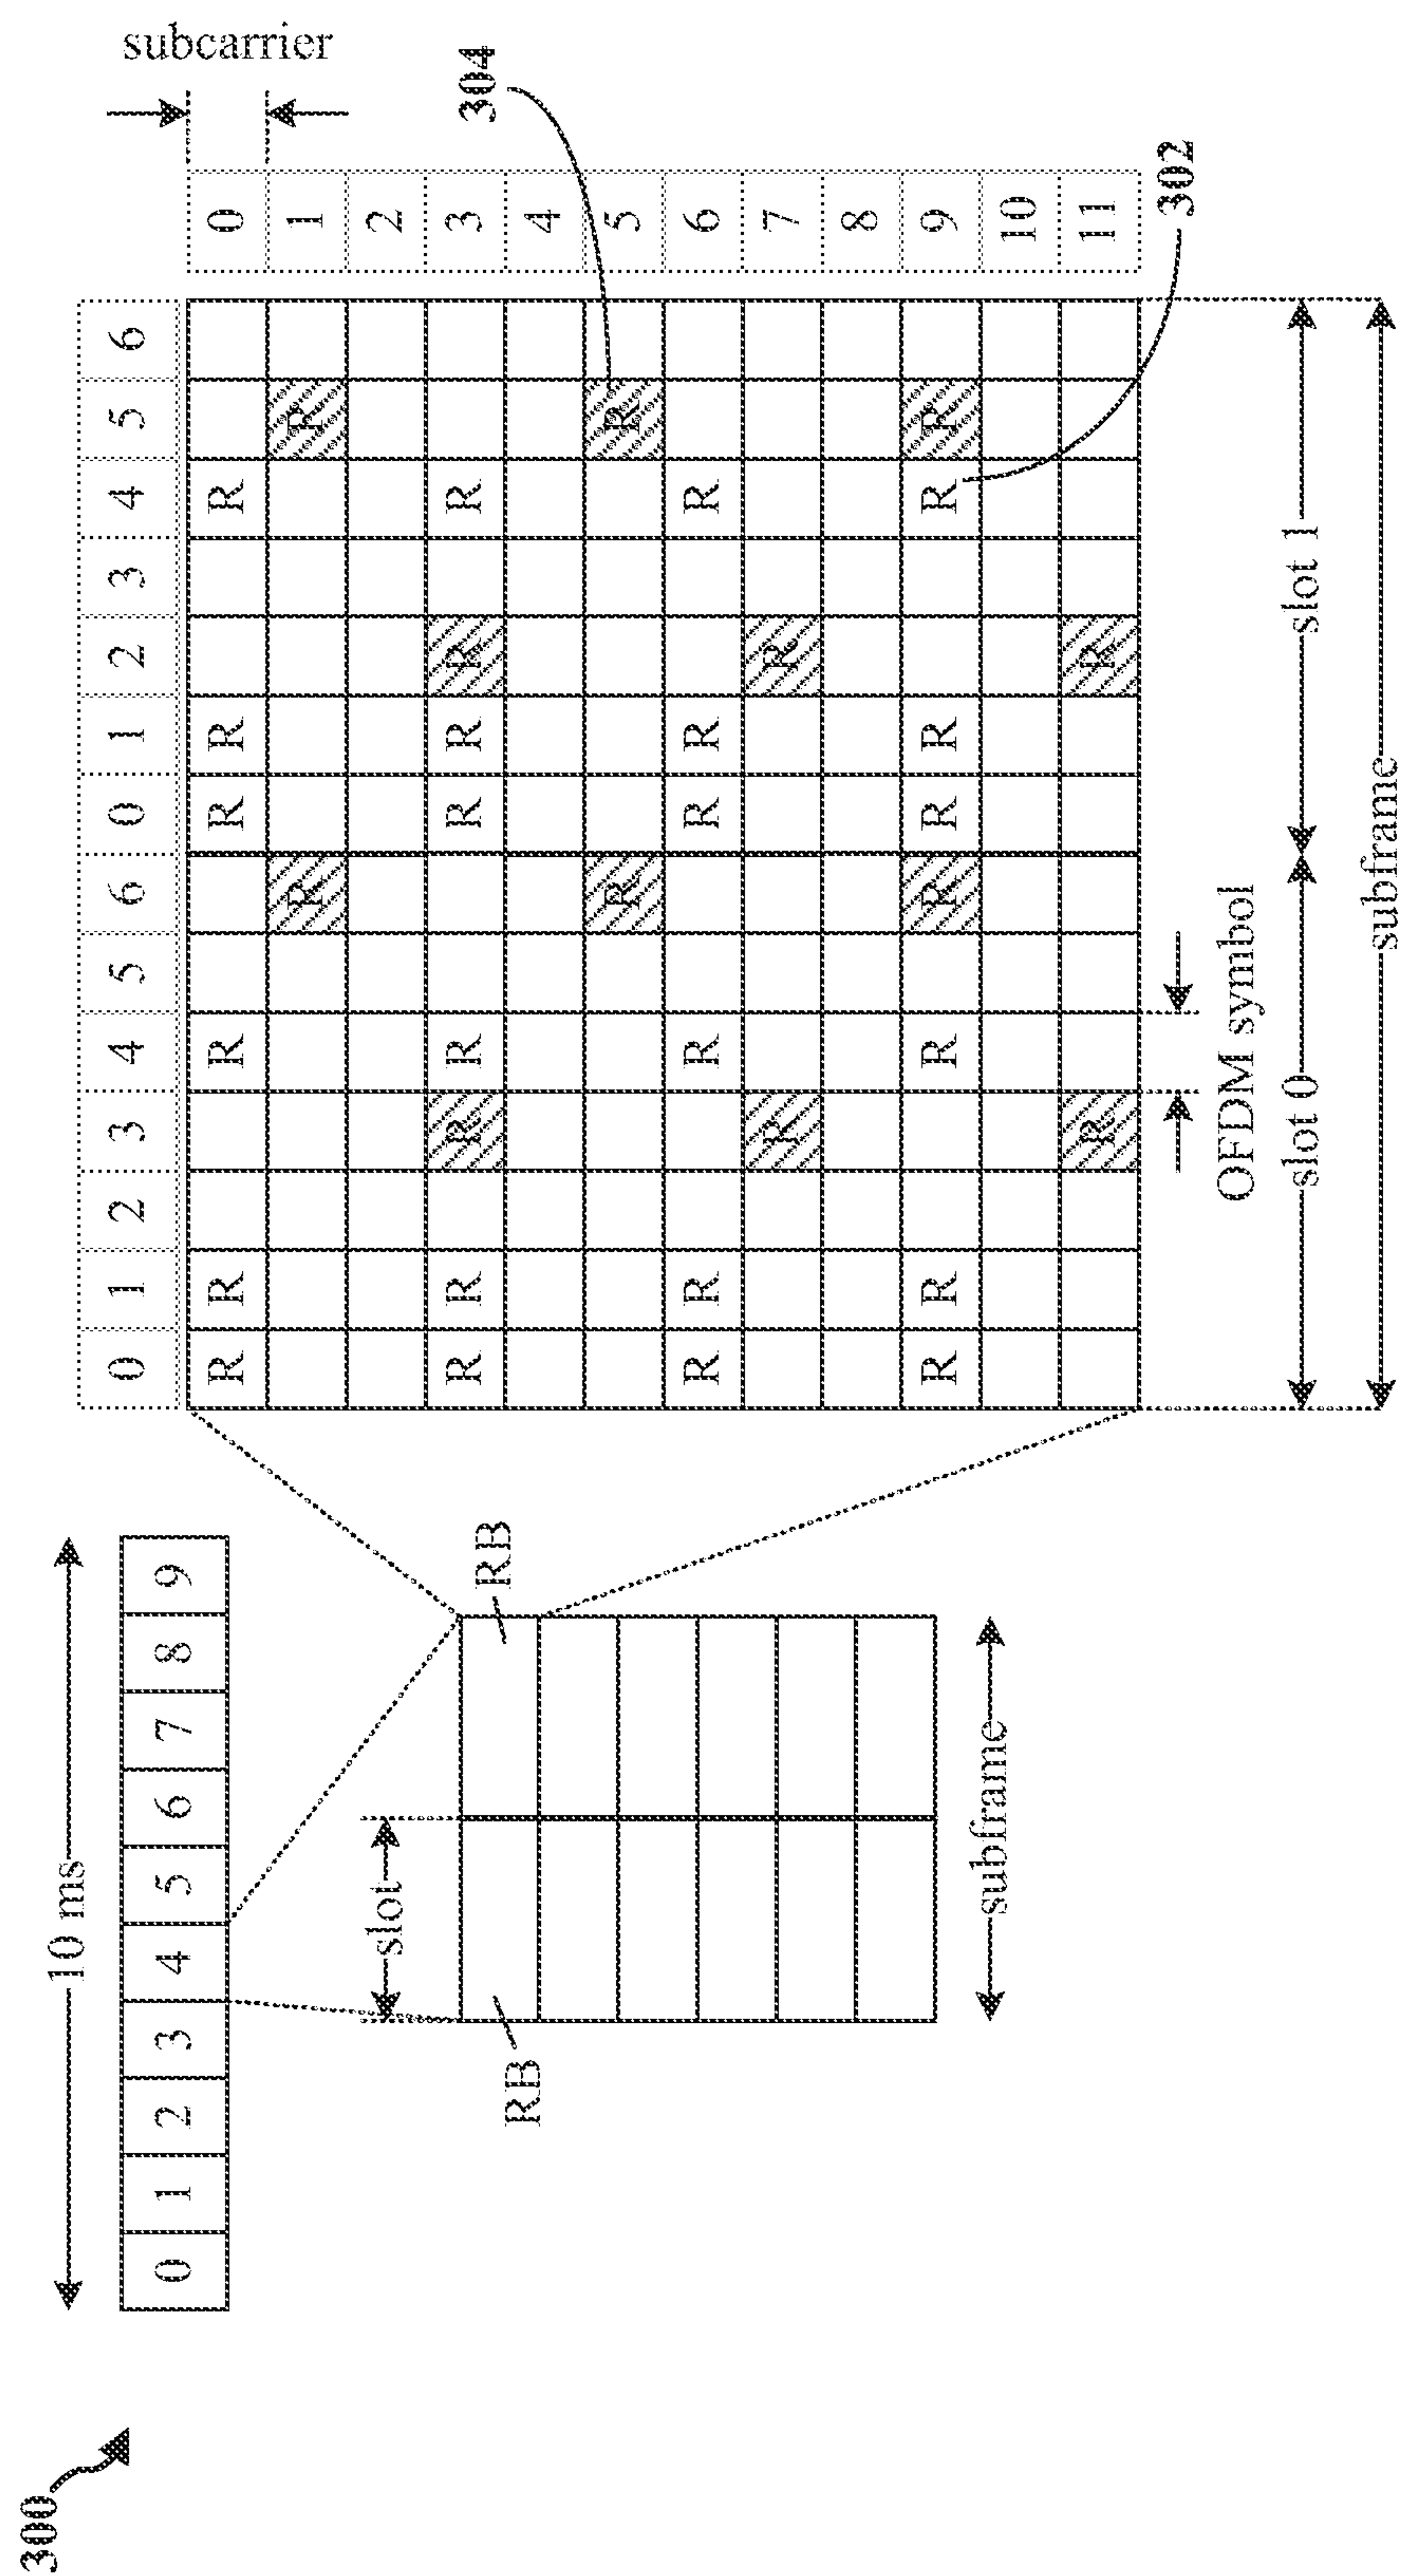 300
10 ms
0 1 2 3 4 5 6 7 8 9
slot
RB
RB
subframe
0 1 2 3 4 5 6 0 1 2 3 4 5 6
subcarrier
R R R R R R 0
R R 1
2
R R R R R R R R 3
4
R R 5
R R R R R R 6
R R 7
8
R R R R R R R R 9
10
R R 11
304
302
OFDM symbol
slot 0 slot 1
subframe